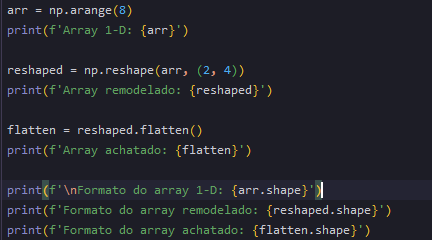 arr = np.arange(8)
print(f'Array 1-D: {arr}')
reshaped = np.reshape(arr, (2, 4))
print(f'Array remodelado: {reshaped}')
flatten = reshaped.flatten()
print(f'Array achatado: {flatten}')
print(f'\nFormato do array 1-D: {arr.shape}')
print(f'Formato do array remodelado: {reshaped.shape}')
print(f'Formato do array achatado: {flatten.shape}')